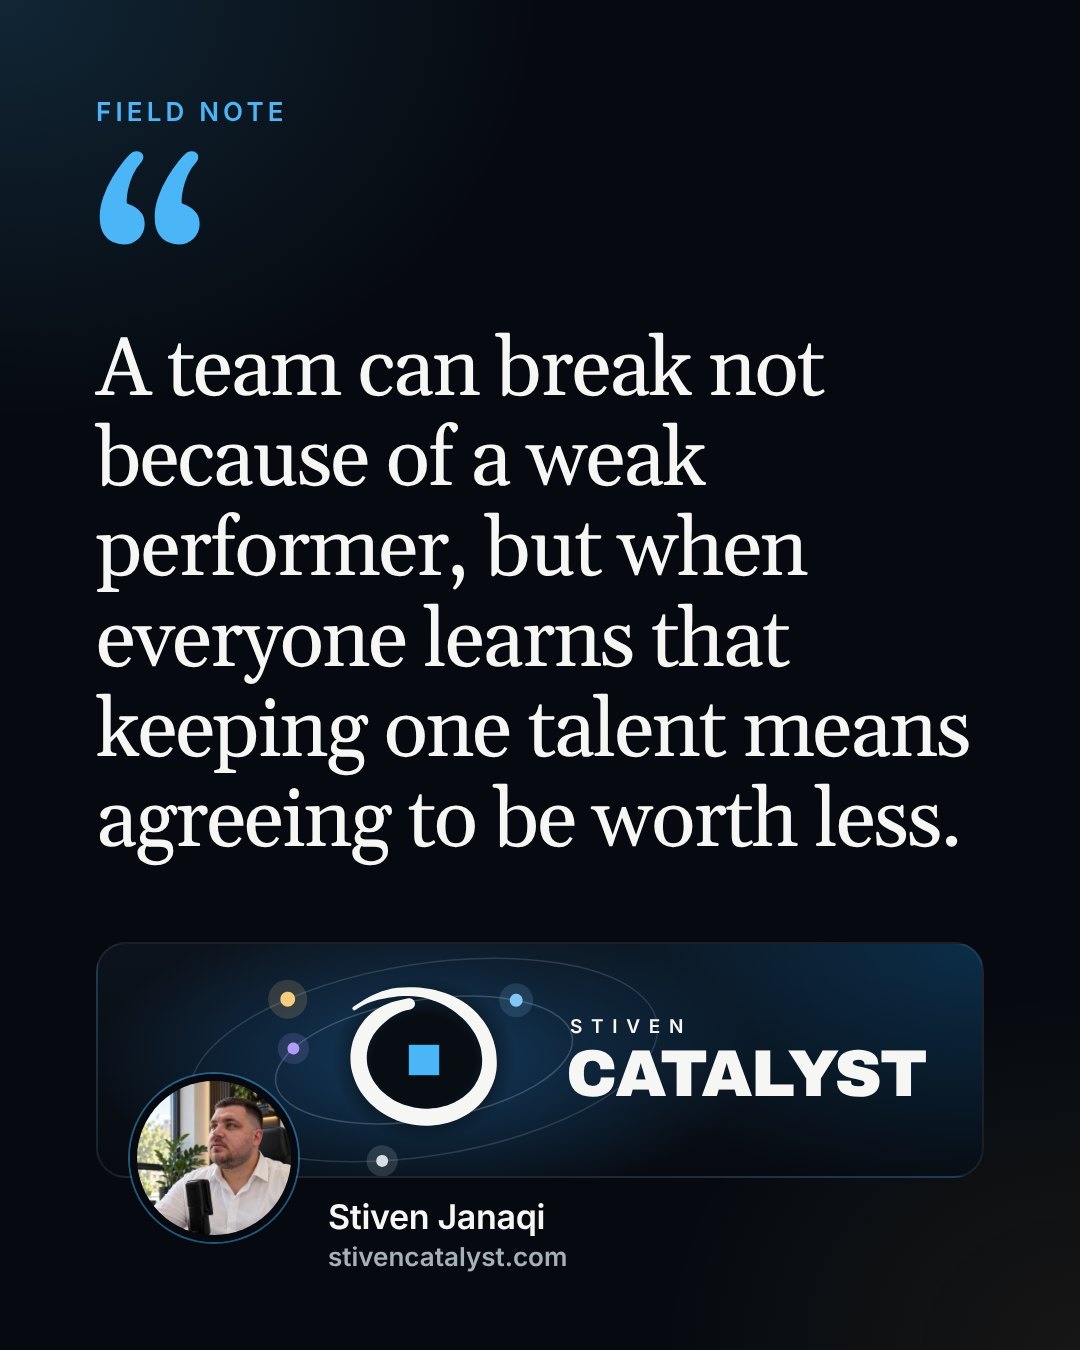 FIELD NOTE
“
A team can break not
because of a weak
performer, but when
everyone learns that
keeping one talent means
agreeing to be worth less.
STIVEN
CATALYST
Stiven Janaqi
stivencatalyst.com